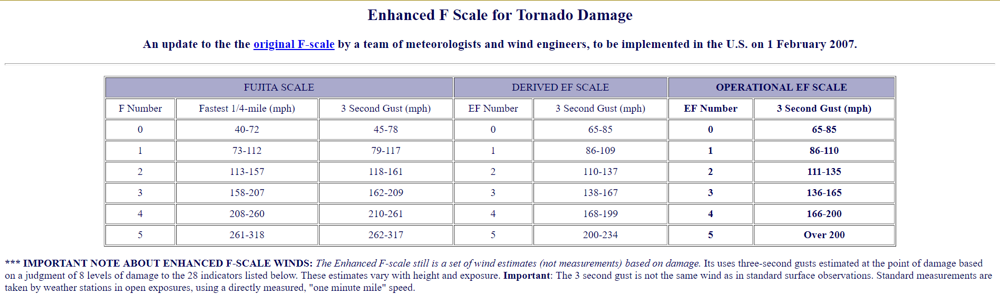 Enhanced F Scale for Tornado Damage
An update to the the original F-scale by a team of meteorologists and wind engineers, to be implemented in the U.S. on 1 February 2007.
FUJITA SCALE DERIVED EF SCALE OPERATIONAL EF SCALE
F Number Fastest 1/4-mile (mph) 3 Second Gust (mph) EF Number 3 Second Gust (mph) EF Number 3 Second Gust (mph)
0 40-72 45-78 0 65-85 0 65-85
1 73-112 79-117 1 86-109 1 86-110
2 113-157 118-161 2 110-137 2 111-135
3 158-207 162-209 3 138-167 3 136-165
4 208-260 210-261 4 168-199 4 166-200
5 261-318 262-317 5 200-234 5 Over 200
*** IMPORTANT NOTE ABOUT ENHANCED F-SCALE WINDS: The Enhanced F-scale still is a set of wind estimates (not measurements) based on damage. Its uses three-second gusts estimated at the point of damage based
on a judgment of 8 levels of damage to the 28 indicators listed below. These estimates vary with height and exposure. Important: The 3 second gust is not the same wind as in standard surface observations. Standard measurements are
taken by weather stations in open exposures, using a directly measured, "one minute mile" speed.